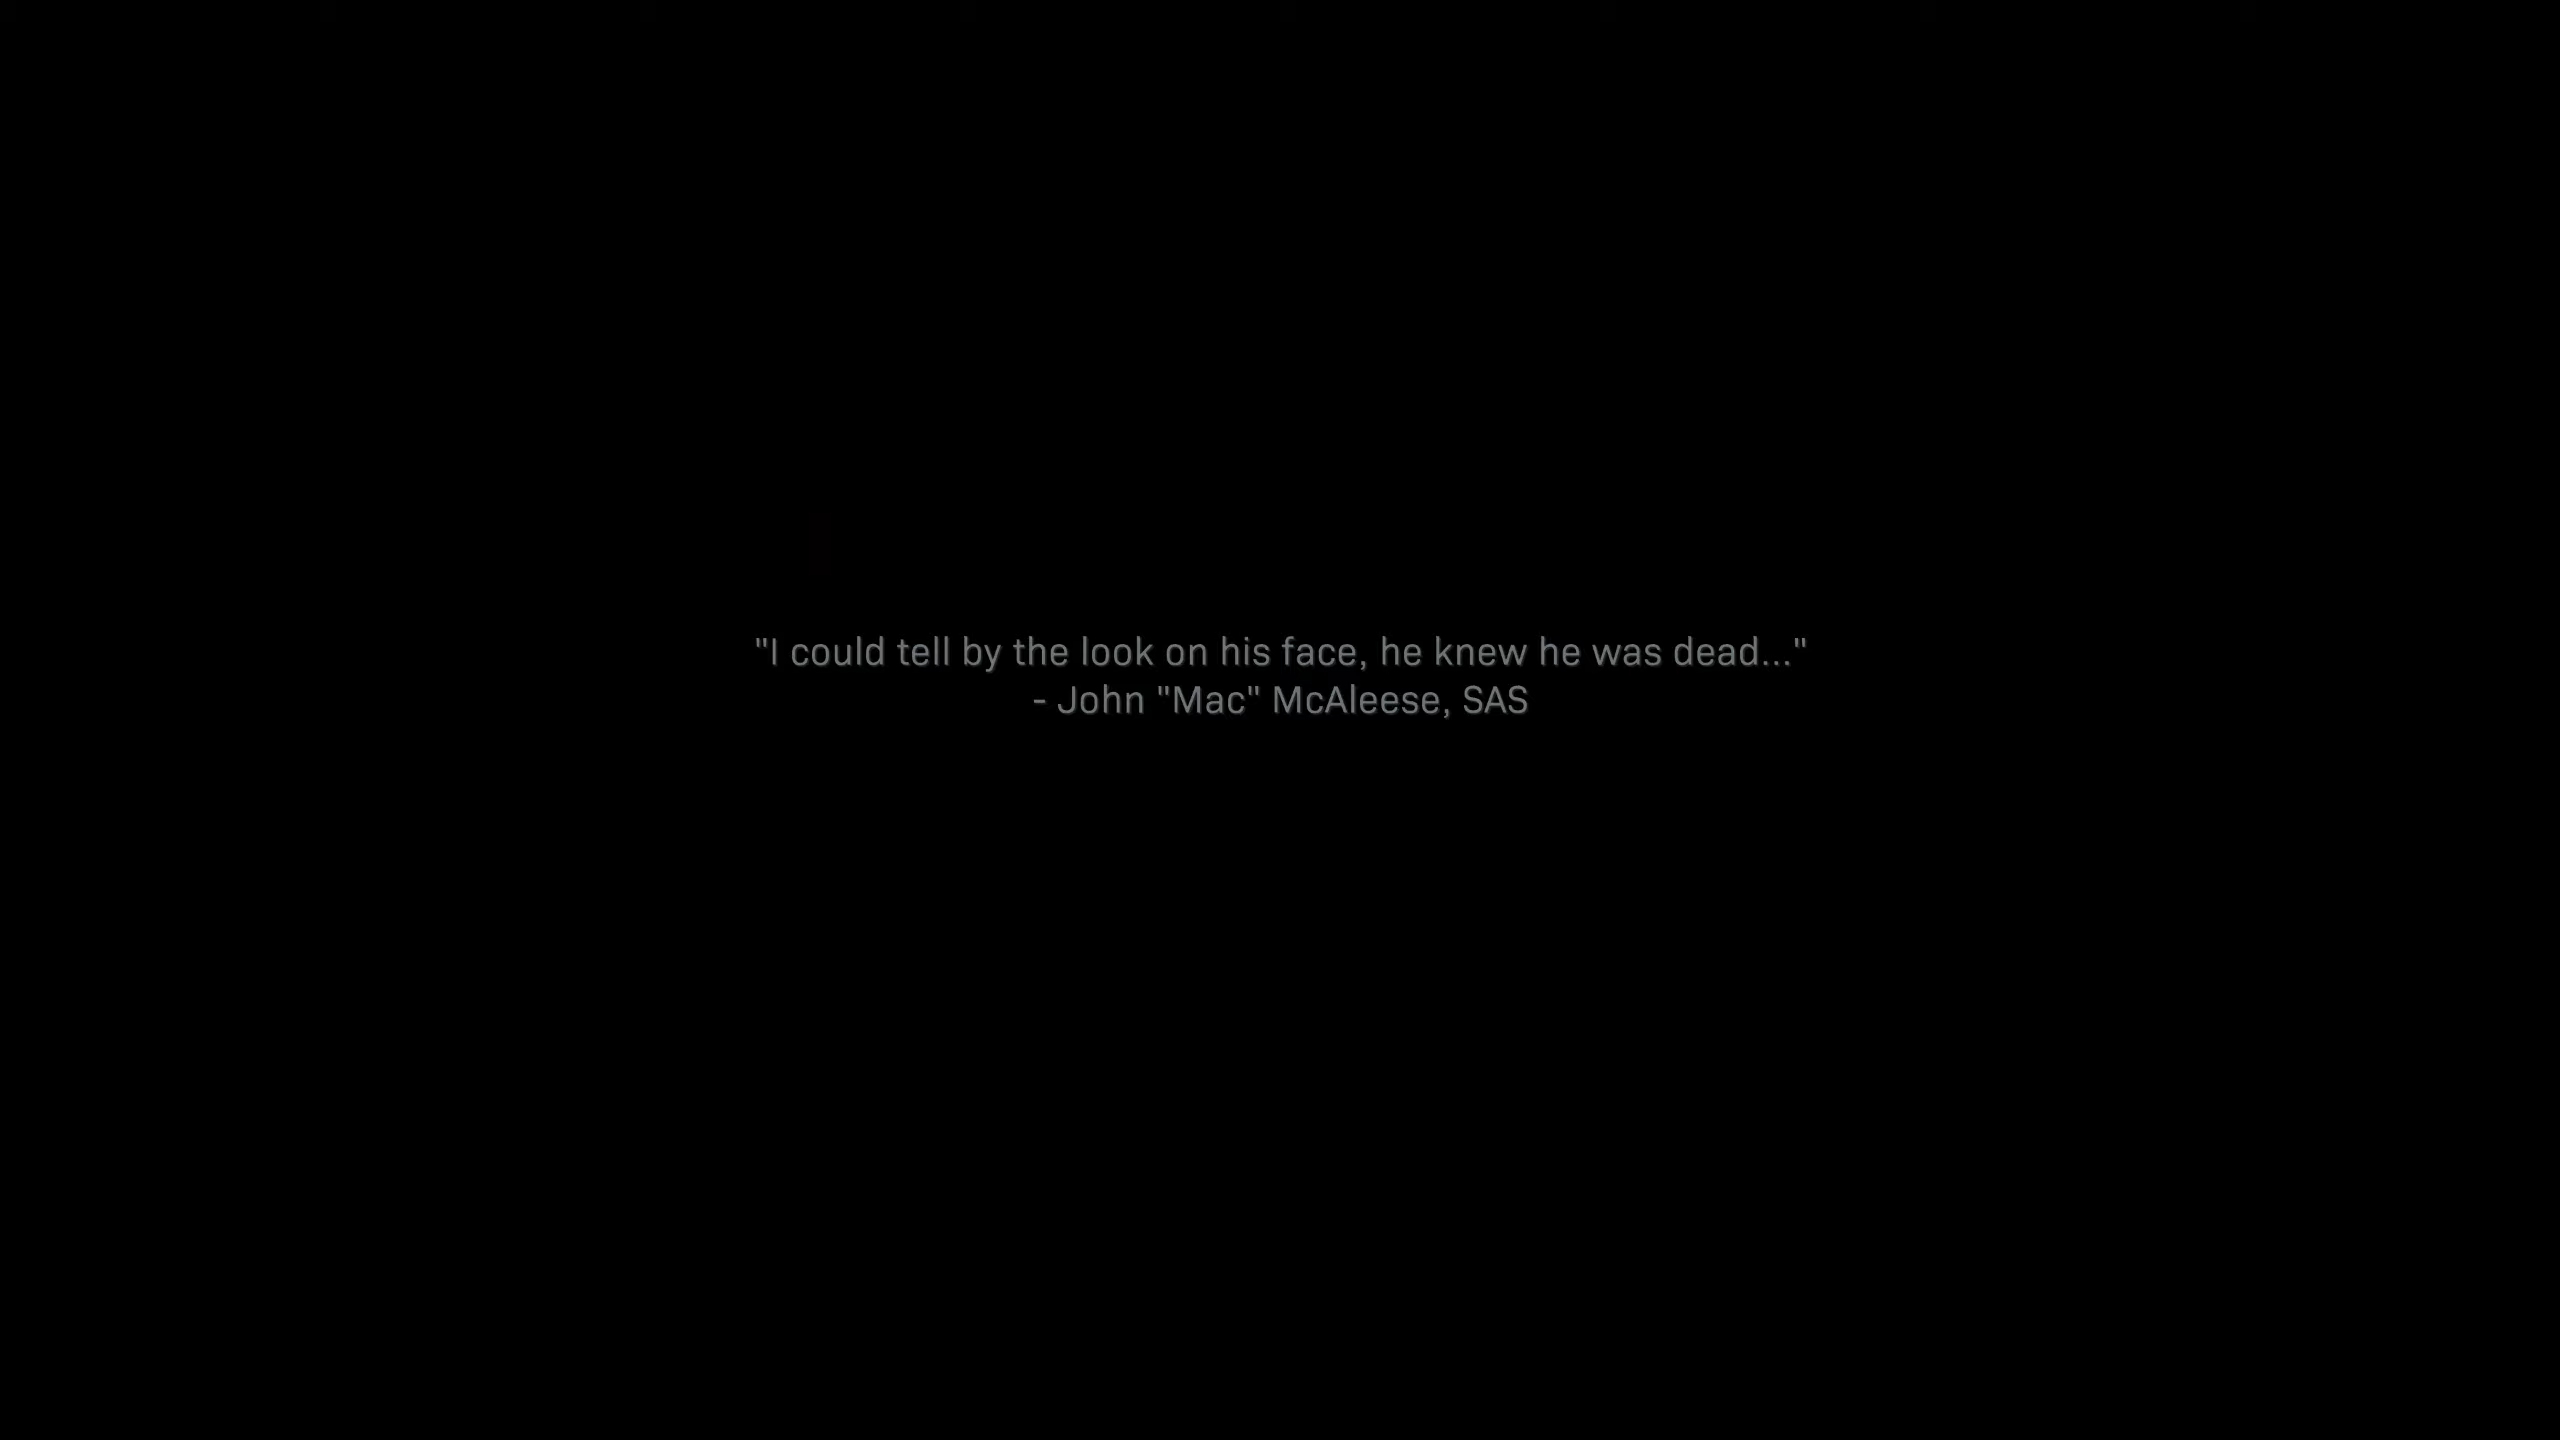 "I could tell by the look on his face, he knew he was dead..."
- John "Mac" McAleese, SAS